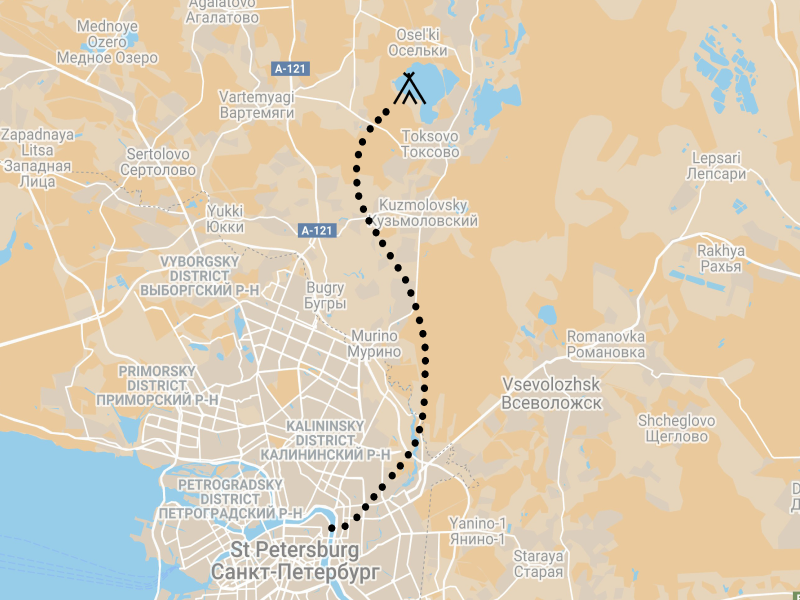 Agalatovo
Агалатово
Mednoye
Ozero
Медное Озеро
Osel'ki
Осельки
A-121
Vartemyagi
Вартемяги
Toksovo
Токсово
Zapadnaya
Litsa
Западная
Лица
Sertolovo
Сертолово
Lepsari
Лепсари
Yukki
Юкки
Kuzmolovsky
Кузьмоловский
A-121
Rakhya
Рахья
VYBORGSKY
DISTRICT
ВЫБОРГСКИЙ Р-Н
Bugry
Бугры
Murino
Мурино
Romanovka
Романовка
PRIMORSKY
DISTRICT
ПРИМОРСКИЙ Р-Н
Vsevolozhsk
Всеволожск
KALININSKY
DISTRICT
КАЛИНИНСКИЙ Р-Н
Shcheglovo
Щеглово
PETROGRADSKY
DISTRICT
ПЕТРОГРАДСКИЙ Р-Н
Yanino-1
Янино-1
St Petersburg
Санкт-Петербург
Staraya
Старая